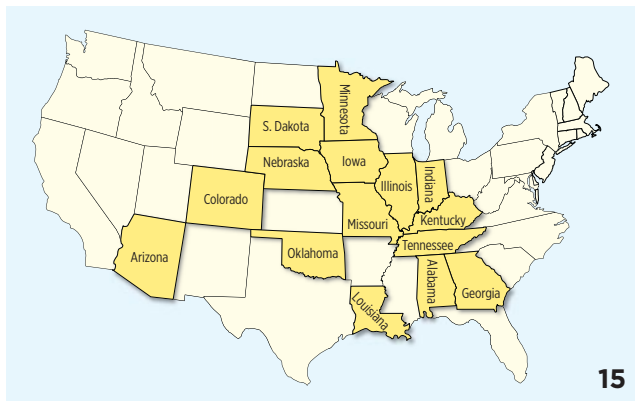 Minnesota
S. Dakota
Nebraska
Iowa
Colorado
Illinois
Indiana
Missouri
Kentucky
Tennessee
Arizona
Oklahoma
Alabama
Georgia
Louisiana
15